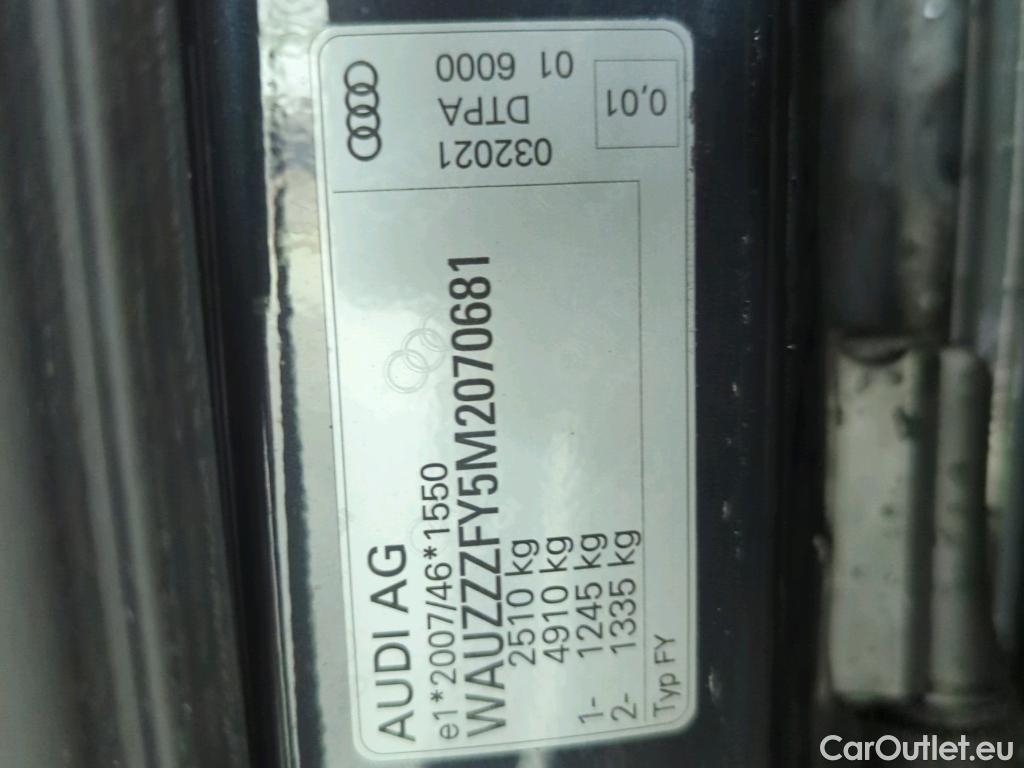 AUDI AG
e1*2007/46*1550
WAUZZZFY5M2070681
2510 kg
4910 kg
1- 1245 kg
2- 1335 kg
Typ FY
032021
DTPA
01 6000
0,01
CarOutlet.eu